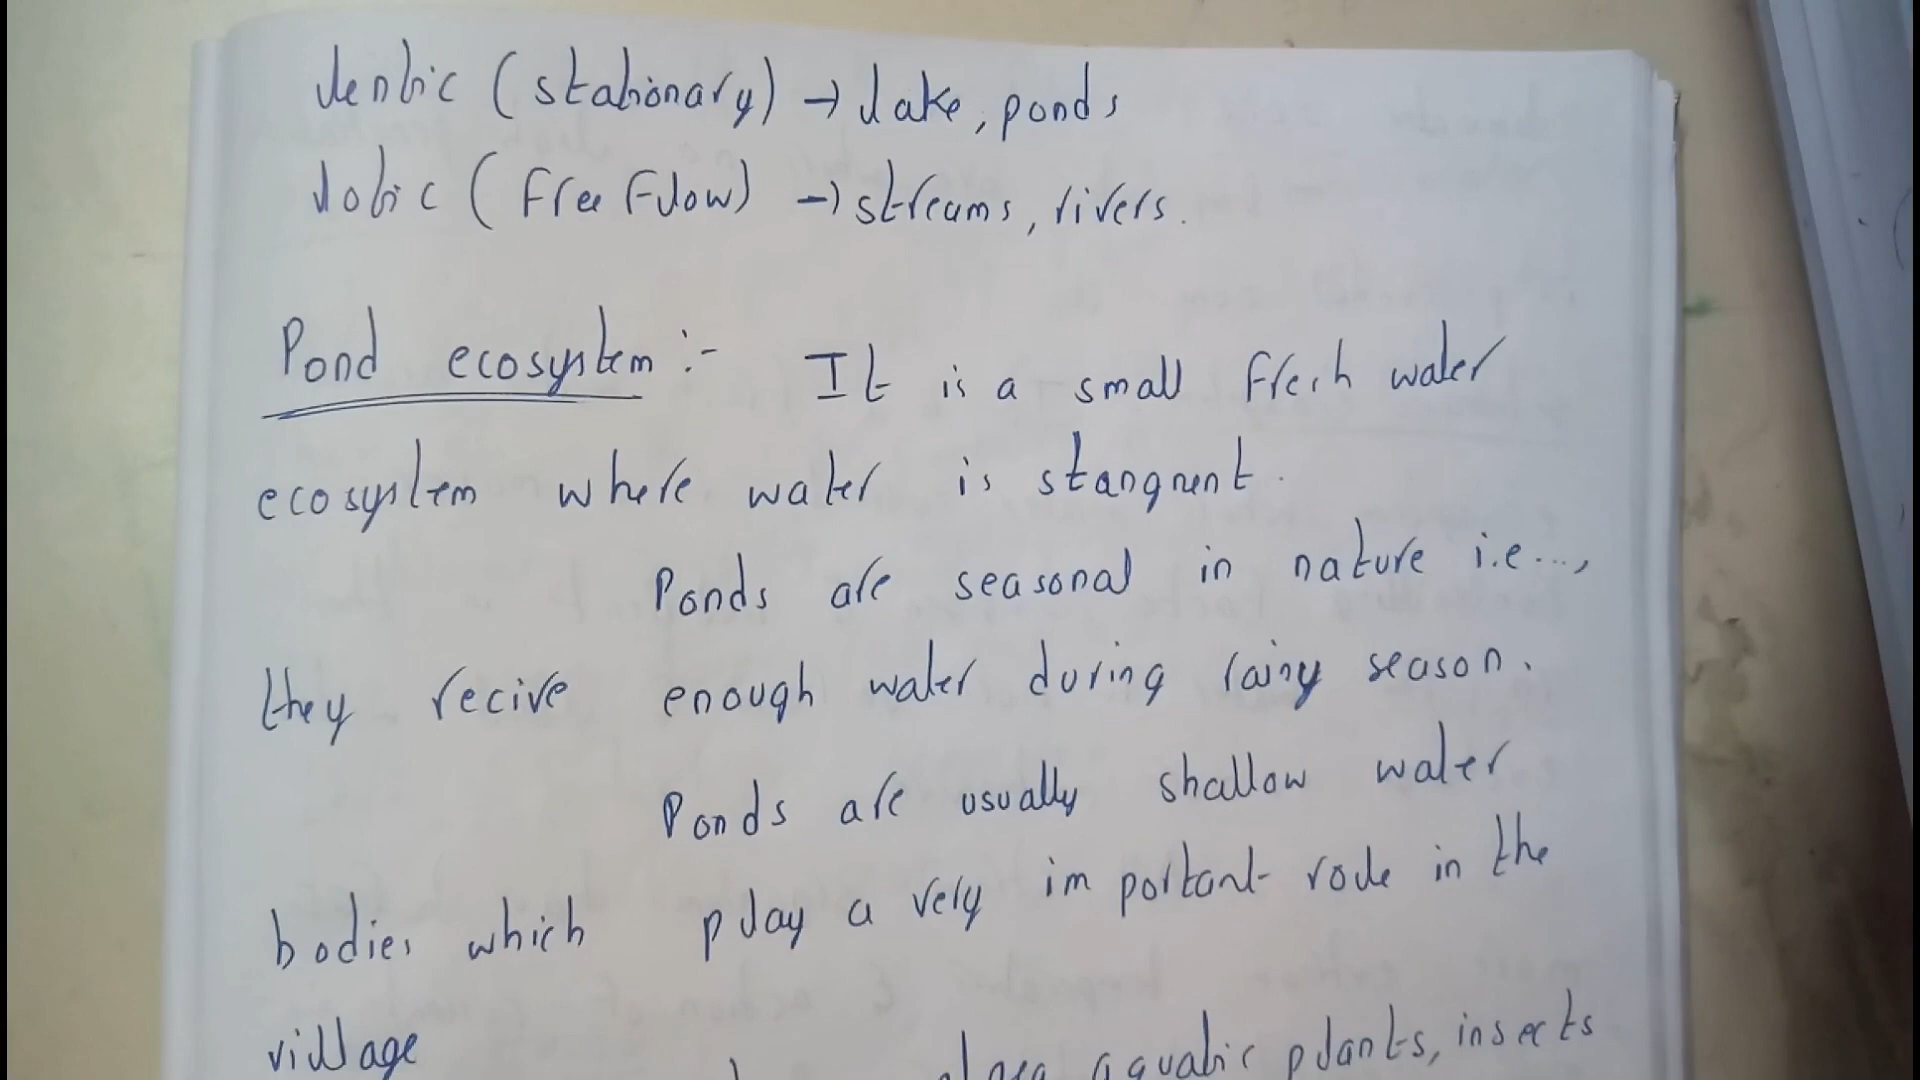 lentic (stationary) → lake, ponds
lotic (free flow) → streams, rivers.
Pond ecosystem :- It is a small fresh water
ecosystem where water is stangnent.
Ponds are seasonal in nature i.e...,
they recive enough water during rainy season.
Ponds are usually shallow water
bodies which play a very important role in the
village
algea aquatic plants, insects